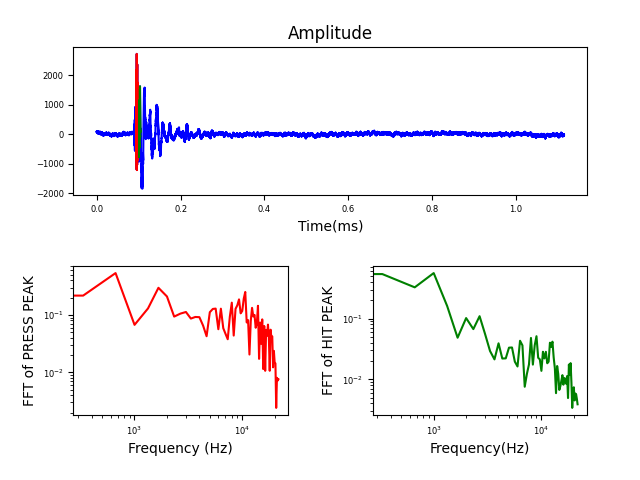 Amplitude
2000
1000
0
−1000
−2000
0.0 0.2 0.4 0.6 0.8 1.0
Time(ms)
FFT of PRESS PEAK
10⁻¹
10⁻²
10³ 10⁴
Frequency (Hz)
FFT of HIT PEAK
10⁻¹
10⁻²
10³ 10⁴
Frequency(Hz)